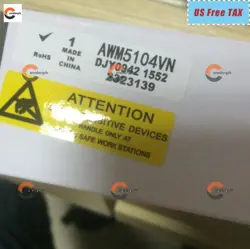 US Free TAX
RoHS
1
MADE IN
CHINA
AWM5104VN
DJY0942 1552
2323139
ATTENTION
SITIVE DEVICES
HANDLE ONLY AT
SAFE WORK STATIONS